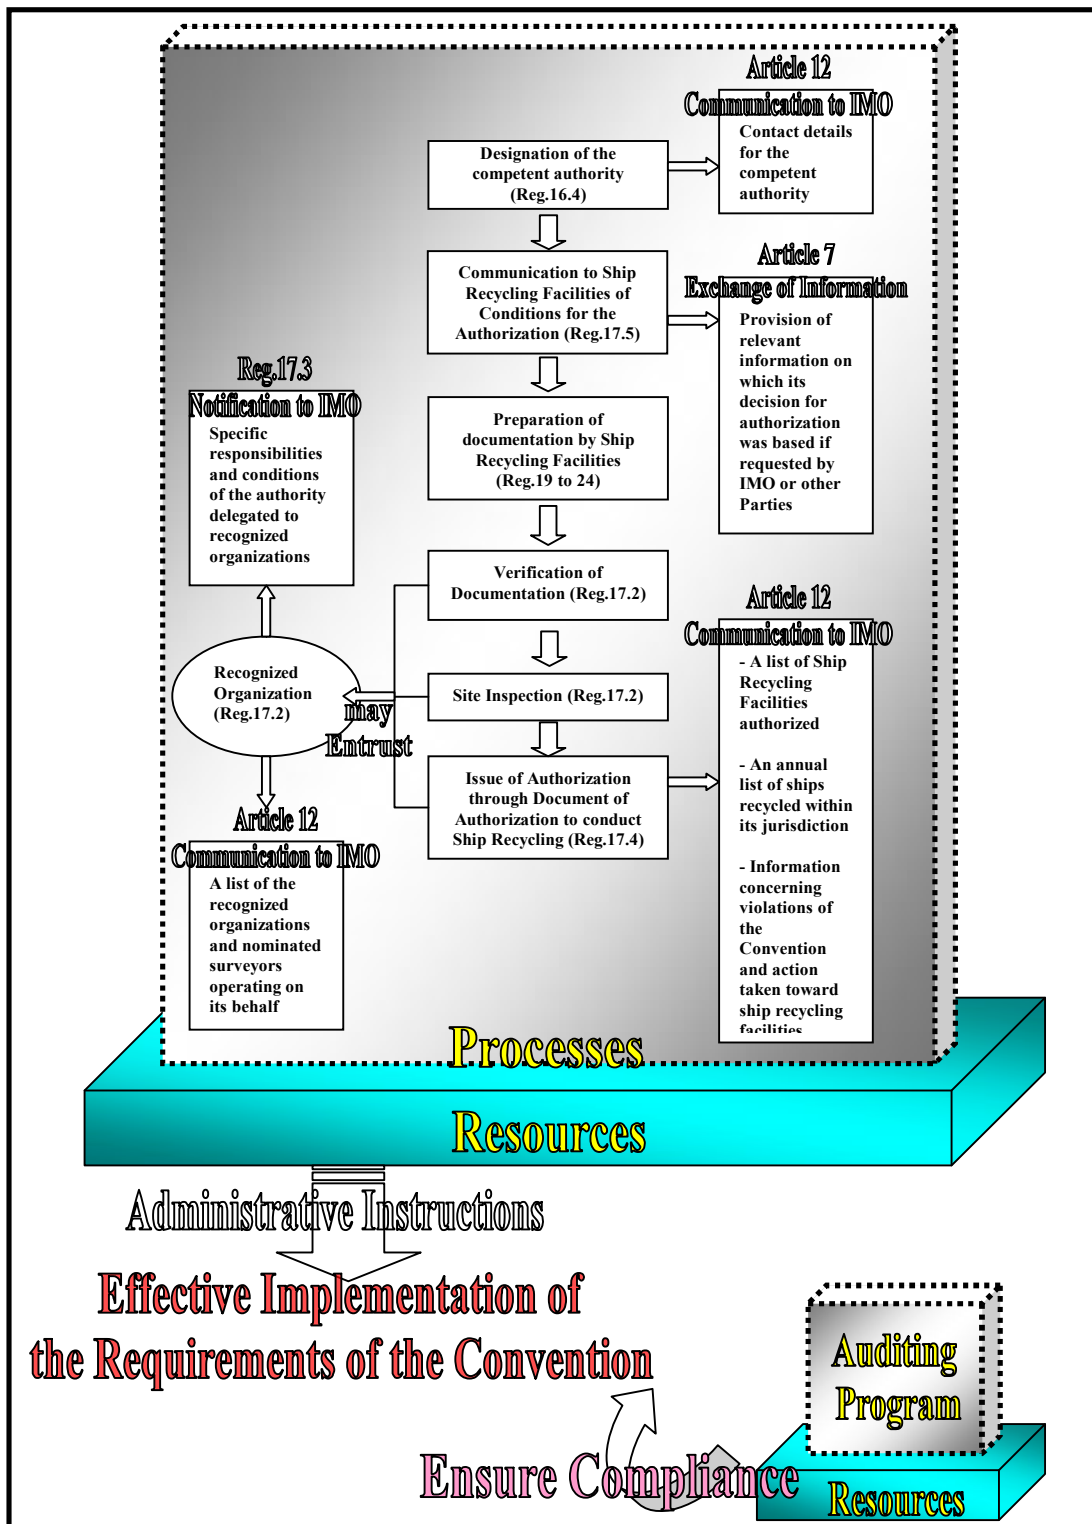 Article 12
Communication to IMO
Contact details
for the
competent
authority
Designation of the
competent authority
(Reg.16.4)
Article 7
Exchange of Information
Provision of
relevant
information on
which its
decision for
authorization
was based if
requested by
IMO or other
Parties
Communication to Ship
Recycling Facilities of
Conditions for the
Authorization (Reg.17.5)
Reg.17.3
Notification to IMO
Specific
responsibilities
and conditions
of the authority
delegated to
recognized
organizations
Preparation of
documentation by Ship
Recycling Facilities
(Reg.19 to 24)
Verification of
Documentation (Reg.17.2)
Article 12
Communication to IMO
- A list of Ship
Recycling
Facilities
authorized
- An annual
list of ships
recycled within
its jurisdiction
- Information
concerning
violations of
the
Convention
and action
taken toward
ship recycling
facilities
Recognized
Organization
(Reg.17.2)
may
Entrust
Site Inspection (Reg.17.2)
Issue of Authorization
through Document of
Authorization to conduct
Ship Recycling (Reg.17.4)
Article 12
Communication to IMO
A list of the
recognized
organizations
and nominated
surveyors
operating on
its behalf
Processes
Resources
Administrative Instructions
Effective Implementation of
the Requirements of the Convention
Auditing
Program
Ensure Compliance
Resources